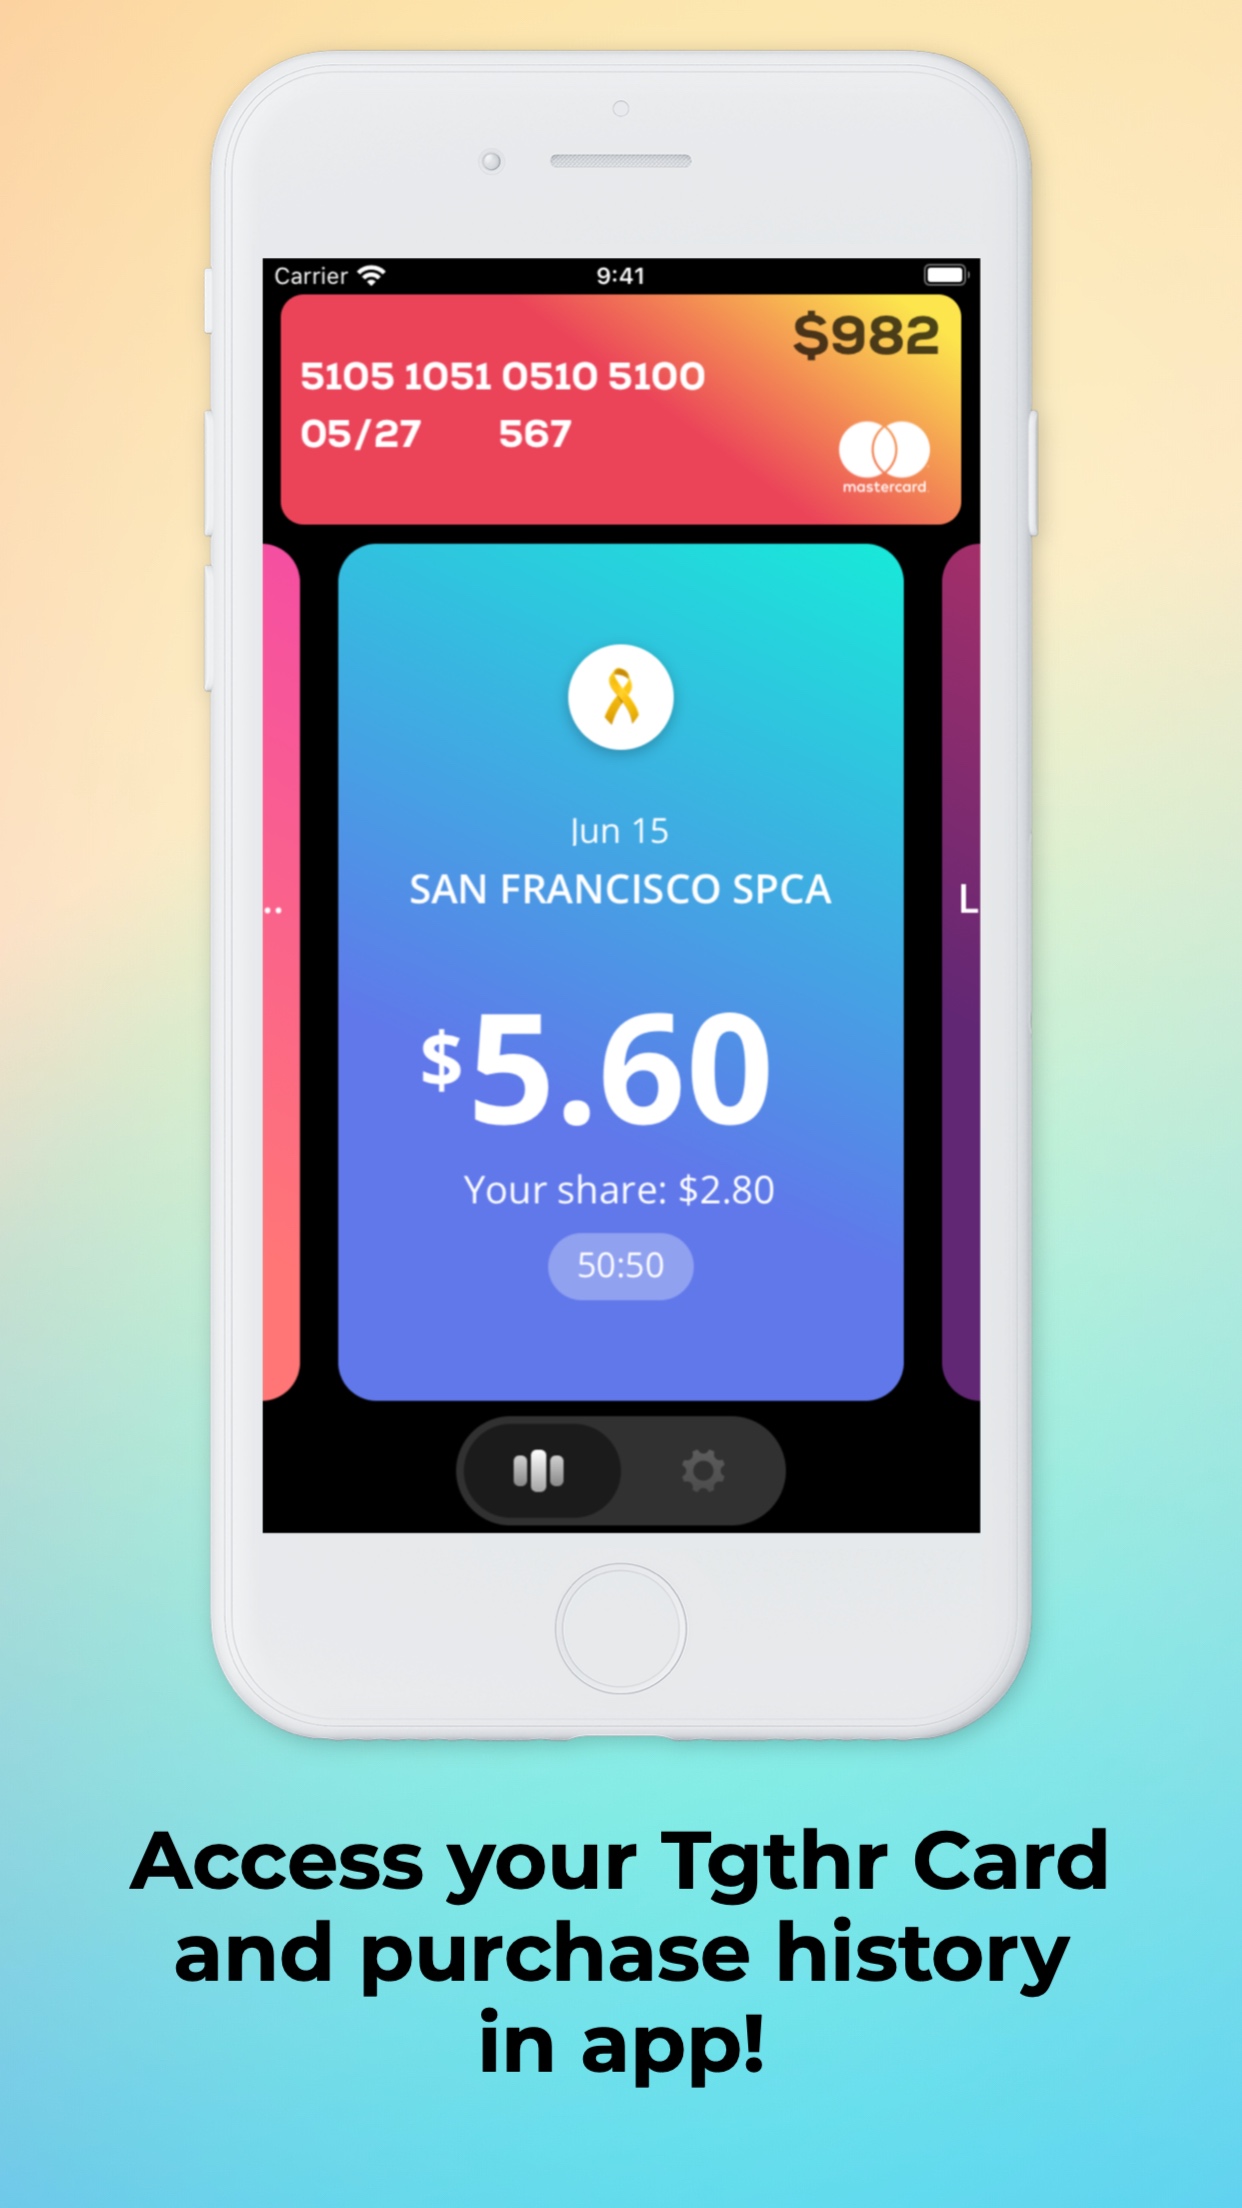 Carrier 9:41
$982
5105 1051 0510 5100
05/27 567
mastercard
Jun 15
SAN FRANCISCO SPCA
..
L
$5.60
Your share: $2.80
50:50
Access your Tgthr Card
and purchase history
in app!